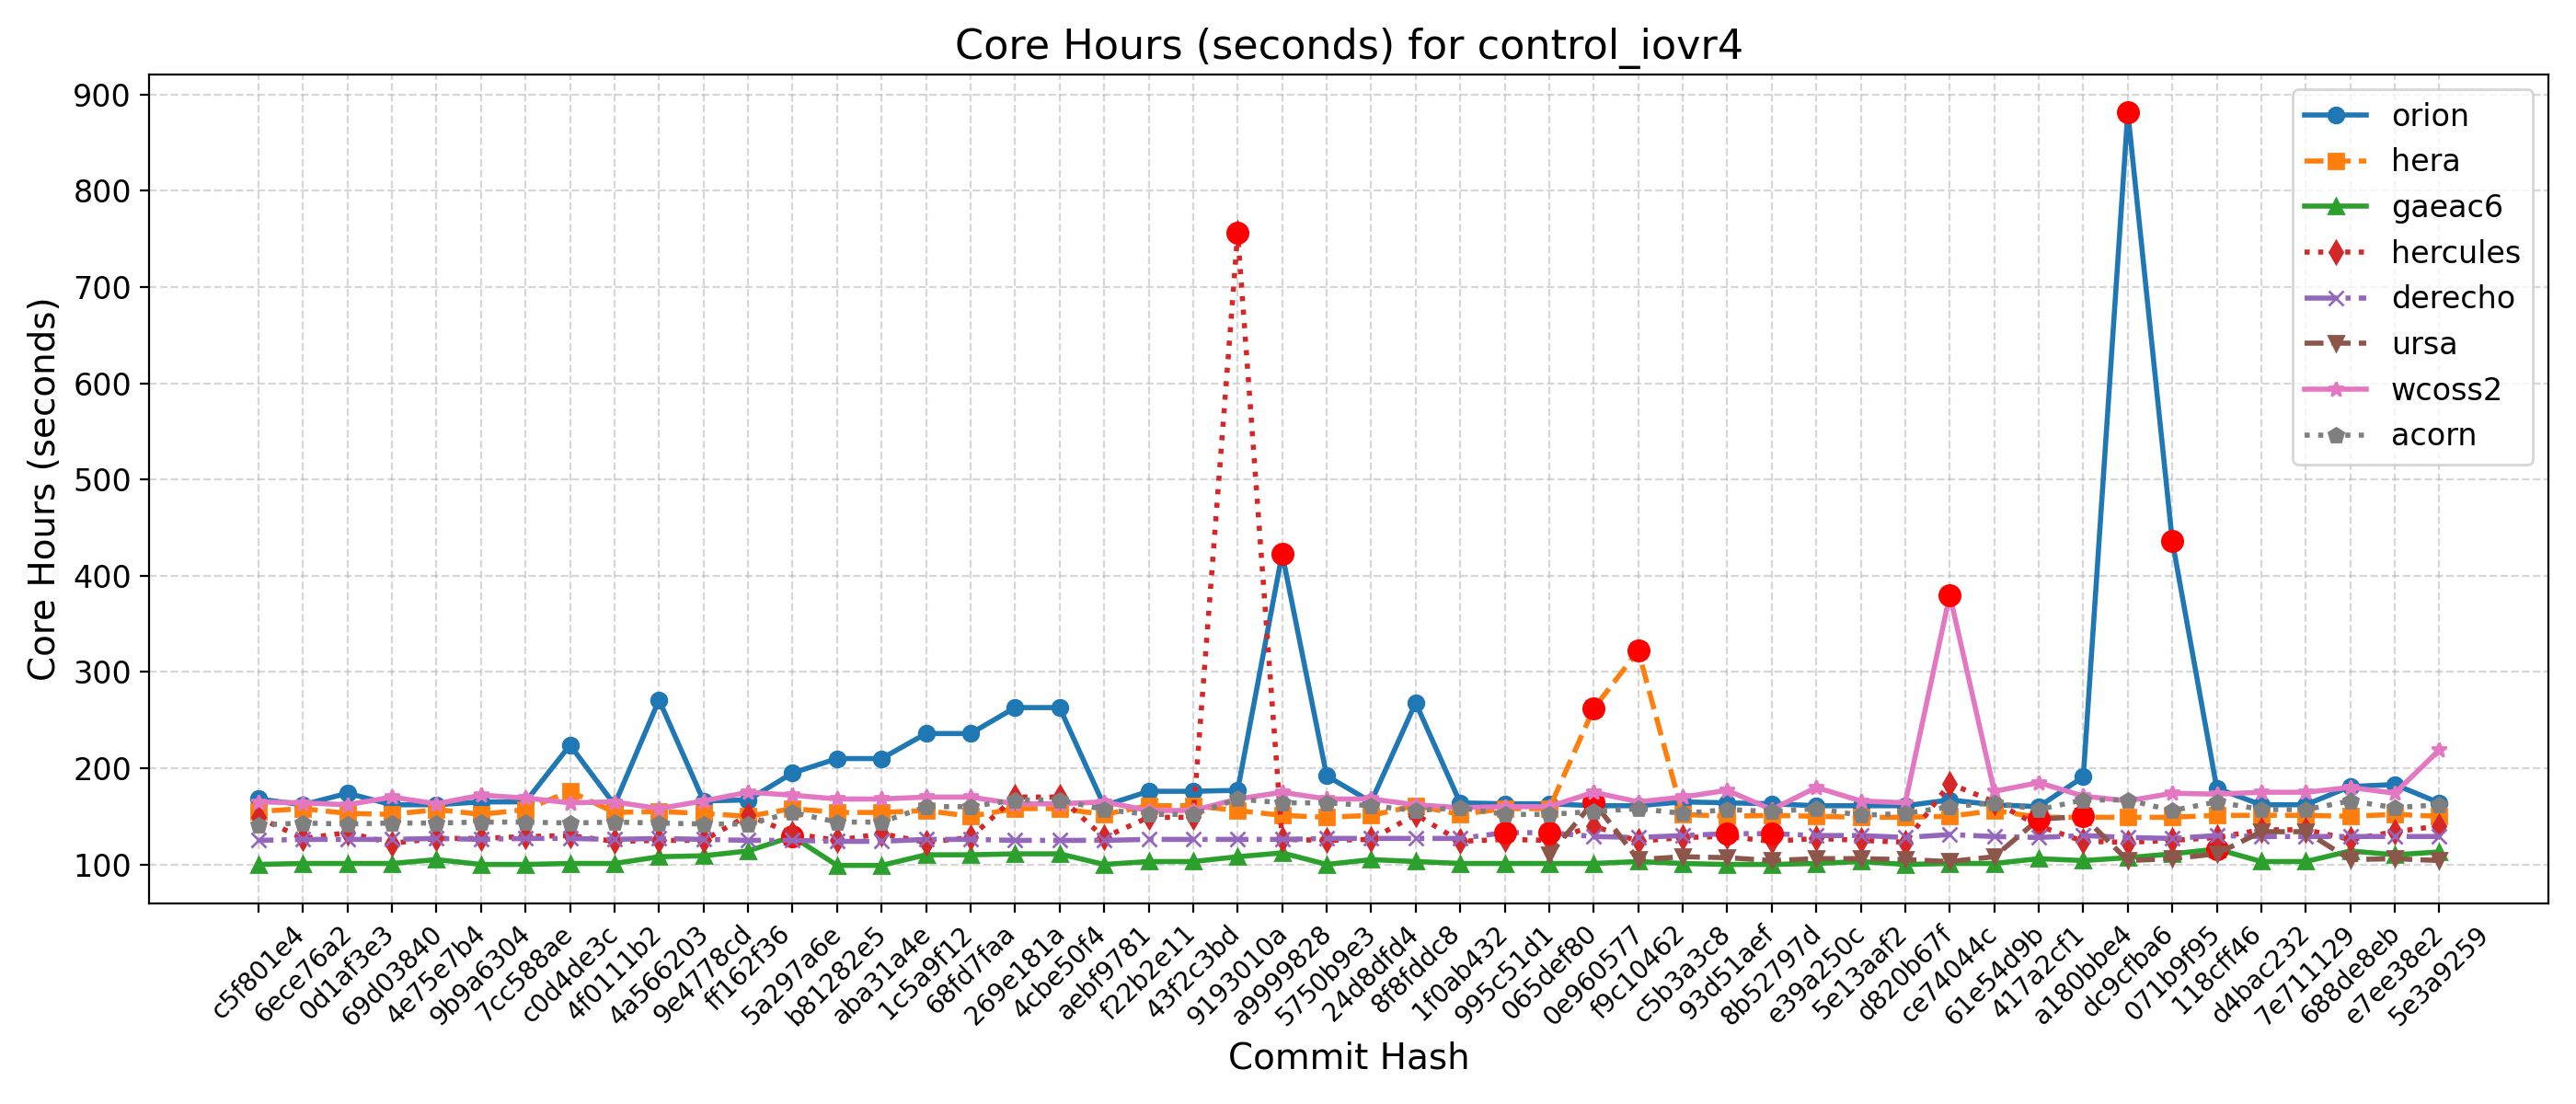 Core Hours (seconds) for control_iovr4
Core Hours (seconds)
900
800
700
600
500
400
300
200
100
orion
hera
gaeac6
hercules
derecho
ursa
wcoss2
acorn
c5f801e4
6ece76a2
0d1af3e3
69d03840
4e75e7b4
9b9a6304
7cc588ae
c0d4de3c
4f0111b2
4a566203
9e4778cd
ff162f36
5a297a6e
b81282e5
aba31a4e
1c5a9f12
68fd7faa
269e181a
4cbe50f4
aebf9781
f22b2e11
43f2c3bd
9193010a
a9999828
5750b9e3
24d8dfd4
8f8fddc8
1f0ab432
995c51d1
065def80
0e960577
f9c10462
c5b3a3c8
93d51aef
8b52797d
e39a250c
5e13aaf2
d820b67f
ce74044c
61e54d9b
417a2cf1
a180bbe4
dc9cfba6
071b9f95
118cff46
d4bac232
7e711129
688de8eb
e7ee38e2
5e3a9259
Commit Hash